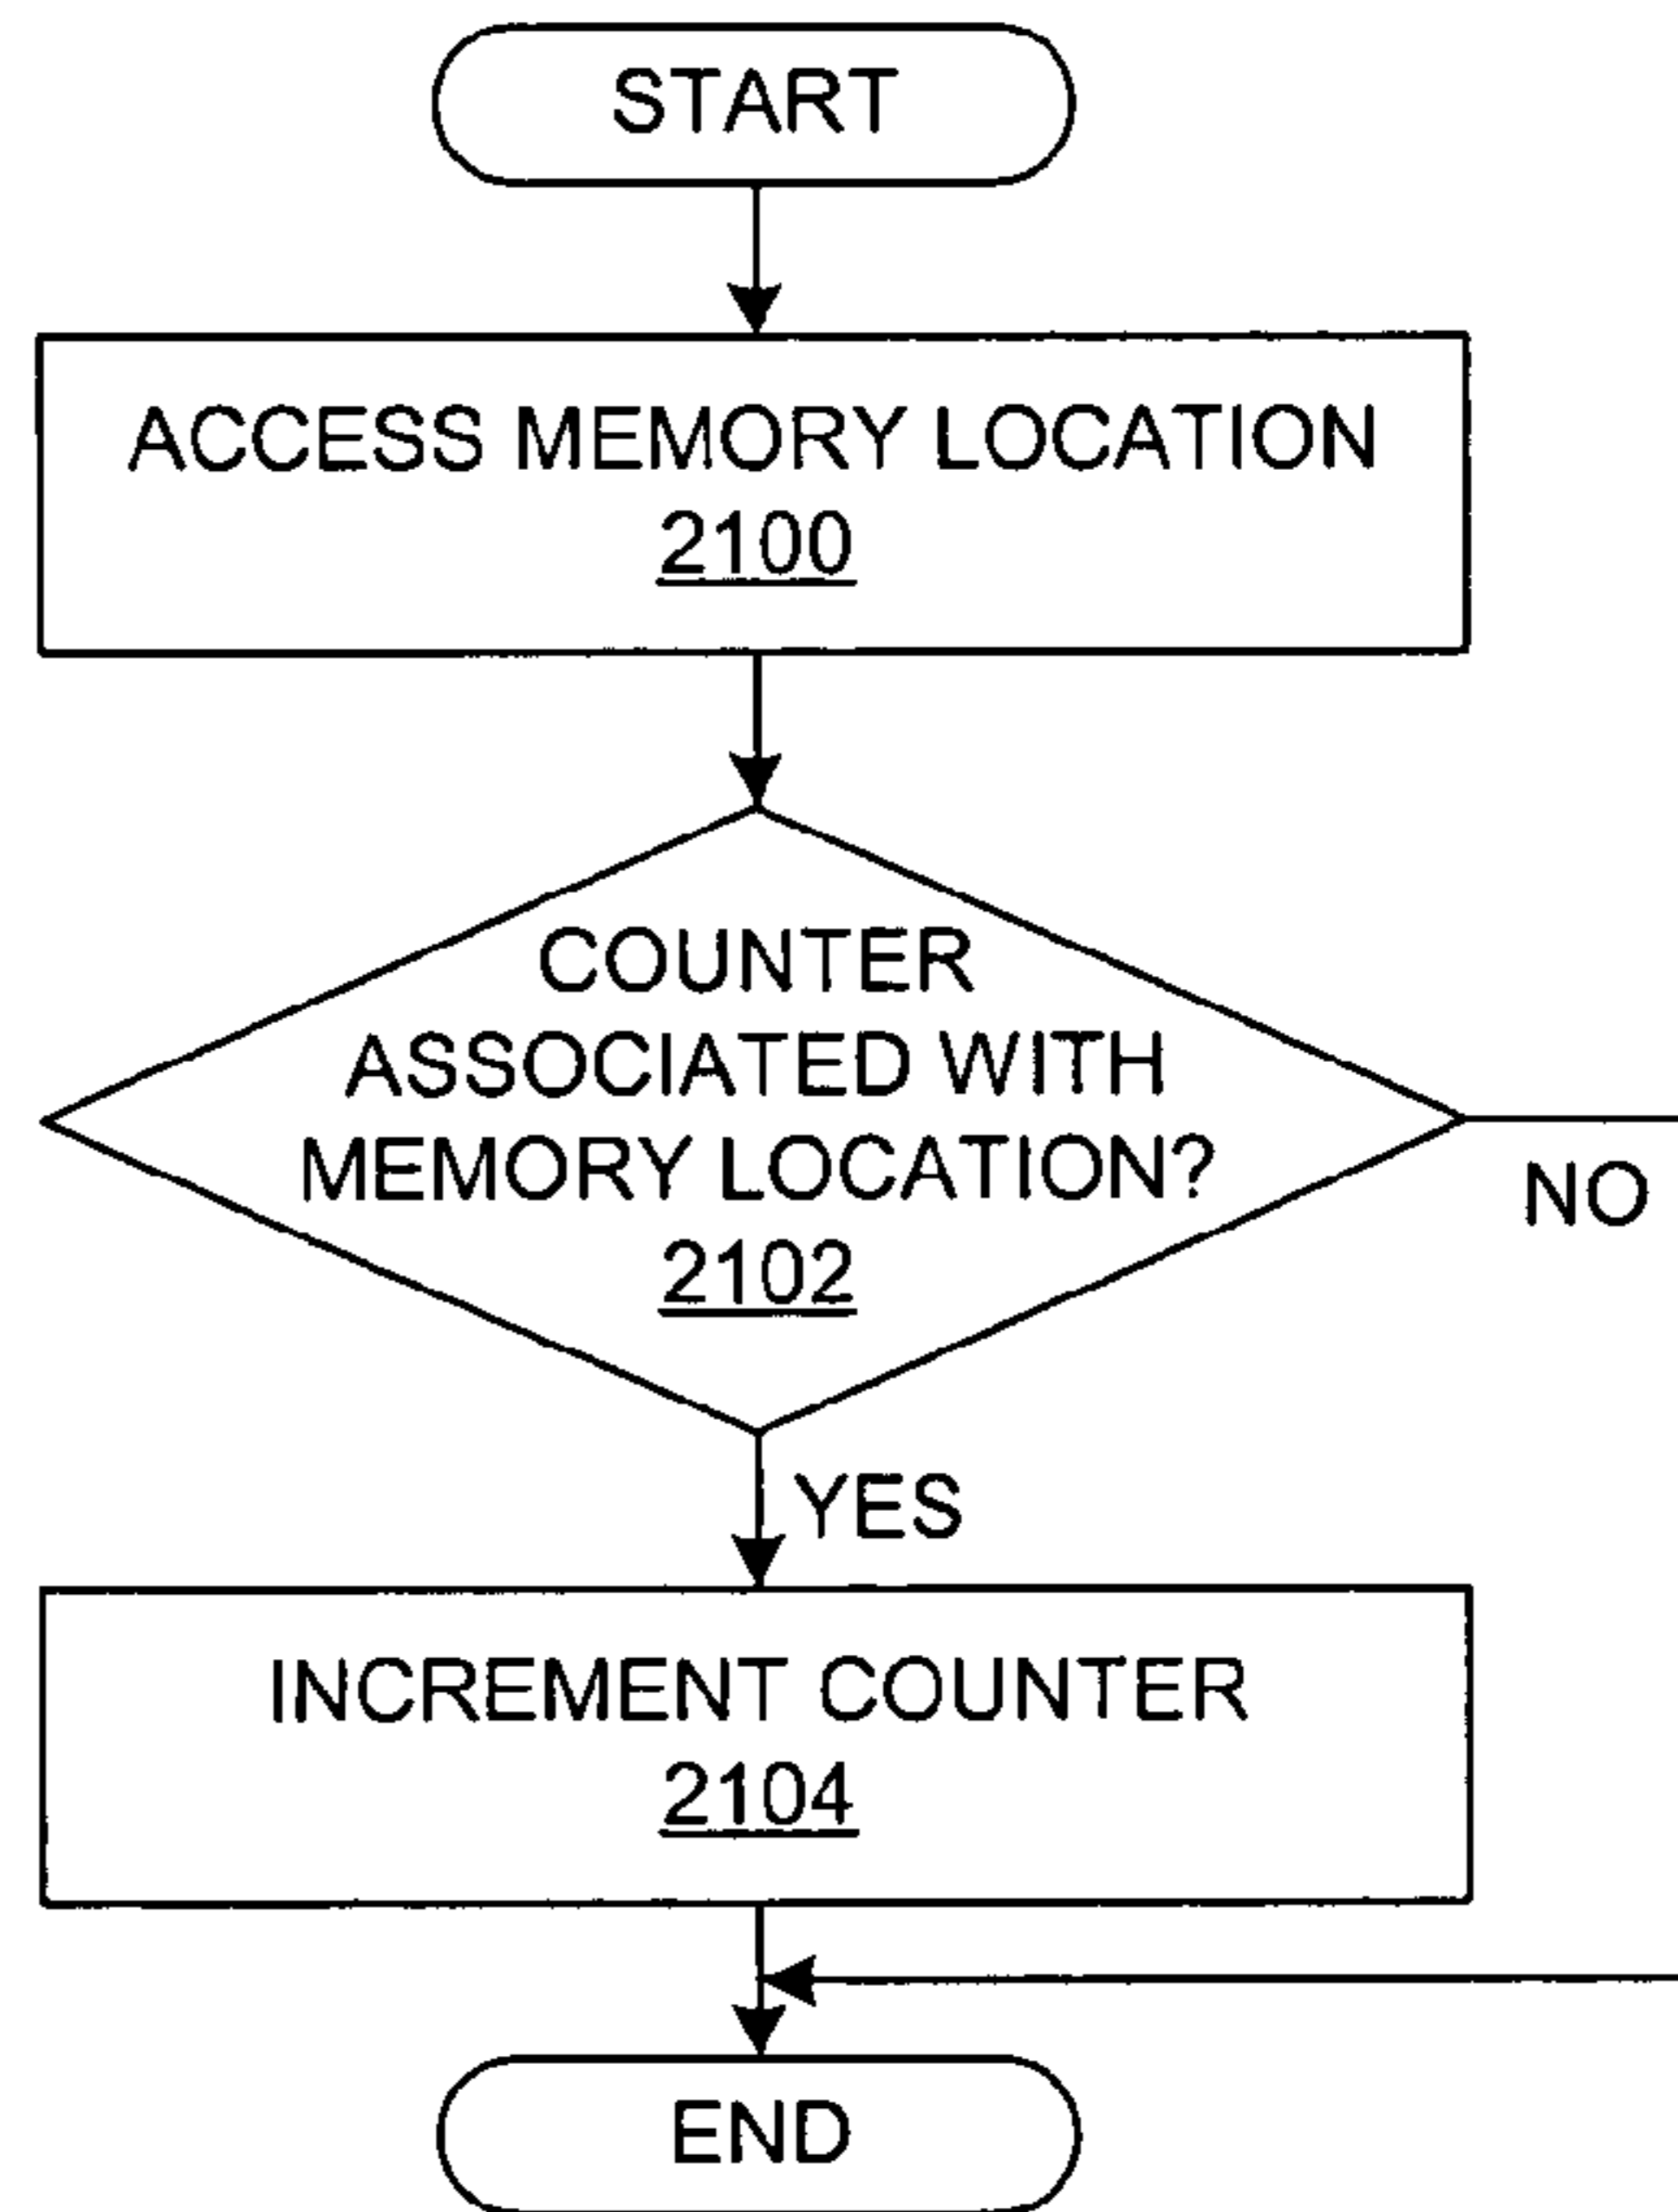 START
ACCESS MEMORY LOCATION
2100
COUNTER
ASSOCIATED WITH
MEMORY LOCATION?
2102
NO
YES
INCREMENT COUNTER
2104
END